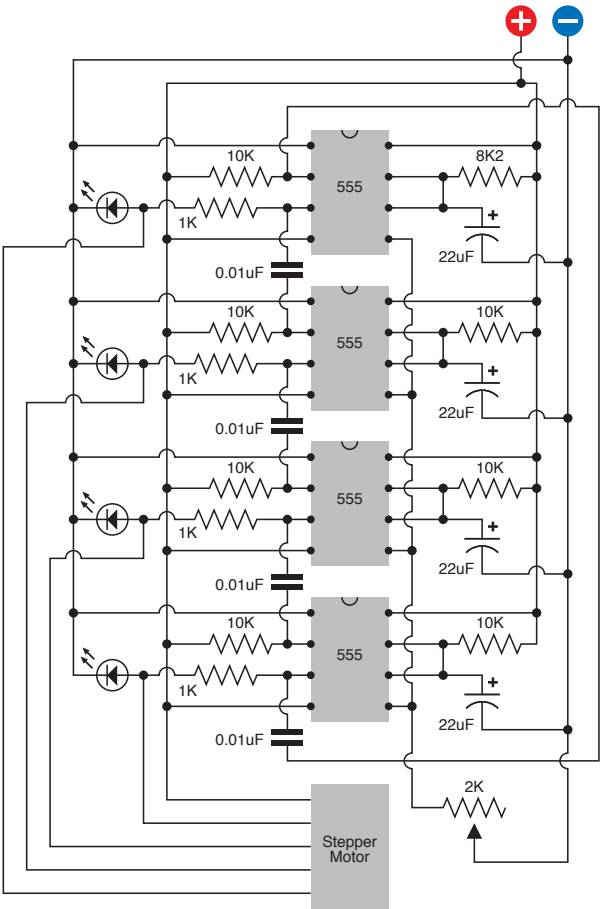 10K
8K2
555
1K
+
22uF
0.01uF
10K
10K
555
1K
+
22uF
0.01uF
10K
10K
555
1K
+
22uF
0.01uF
10K
10K
555
1K
+
22uF
0.01uF
2K
Stepper
Motor